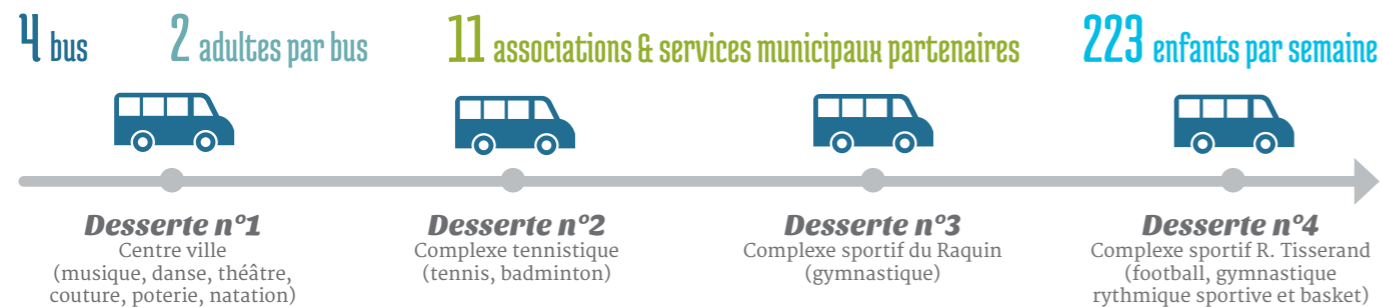 4 bus
2 adultes par bus
11 associations & services municipaux partenaires
223 enfants par semaine
Desserte n°1
Centre ville
(musique, danse, théâtre,
couture, poterie, natation)
Desserte n°2
Complexe tennistique
(tennis, badminton)
Desserte n°3
Complexe sportif du Raquin
(gymnastique)
Desserte n°4
Complexe sportif R. Tisserand
(football, gymnastique
rythmique sportive et basket)